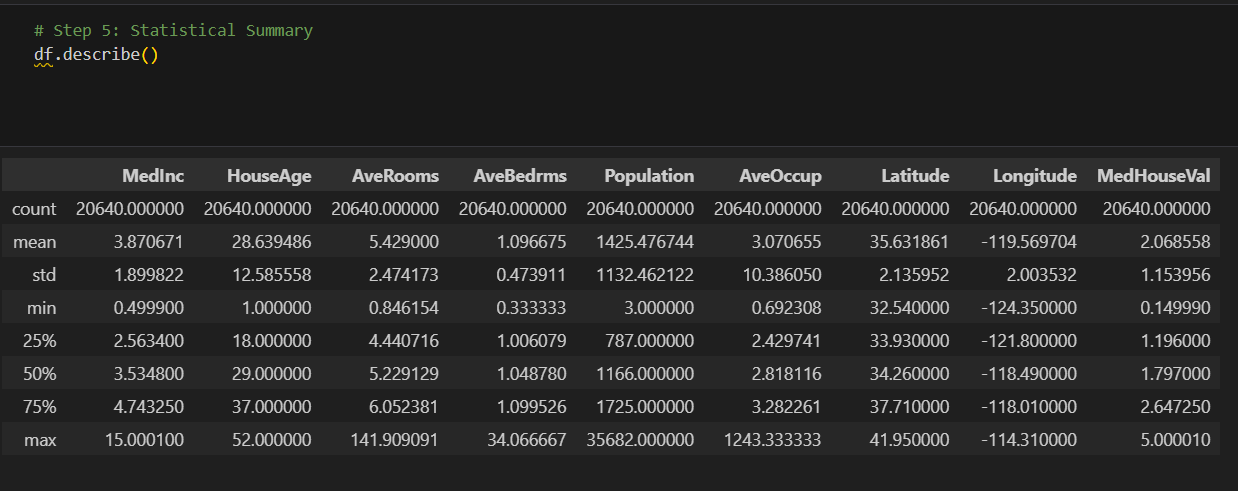 # Step 5: Statistical Summary
df.describe()
MedInc HouseAge AveRooms AveBedrms Population AveOccup Latitude Longitude MedHouseVal
count 20640.000000 20640.000000 20640.000000 20640.000000 20640.000000 20640.000000 20640.000000 20640.000000 20640.000000
mean 3.870671 28.639486 5.429000 1.096675 1425.476744 3.070655 35.631861 -119.569704 2.068558
std 1.899822 12.585558 2.474173 0.473911 1132.462122 10.386050 2.135952 2.003532 1.153956
min 0.499900 1.000000 0.846154 0.333333 3.000000 0.692308 32.540000 -124.350000 0.149990
25% 2.563400 18.000000 4.440716 1.006079 787.000000 2.429741 33.930000 -121.800000 1.196000
50% 3.534800 29.000000 5.229129 1.048780 1166.000000 2.818116 34.260000 -118.490000 1.797000
75% 4.743250 37.000000 6.052381 1.099526 1725.000000 3.282261 37.710000 -118.010000 2.647250
max 15.000100 52.000000 141.909091 34.066667 35682.000000 1243.333333 41.950000 -114.310000 5.000010